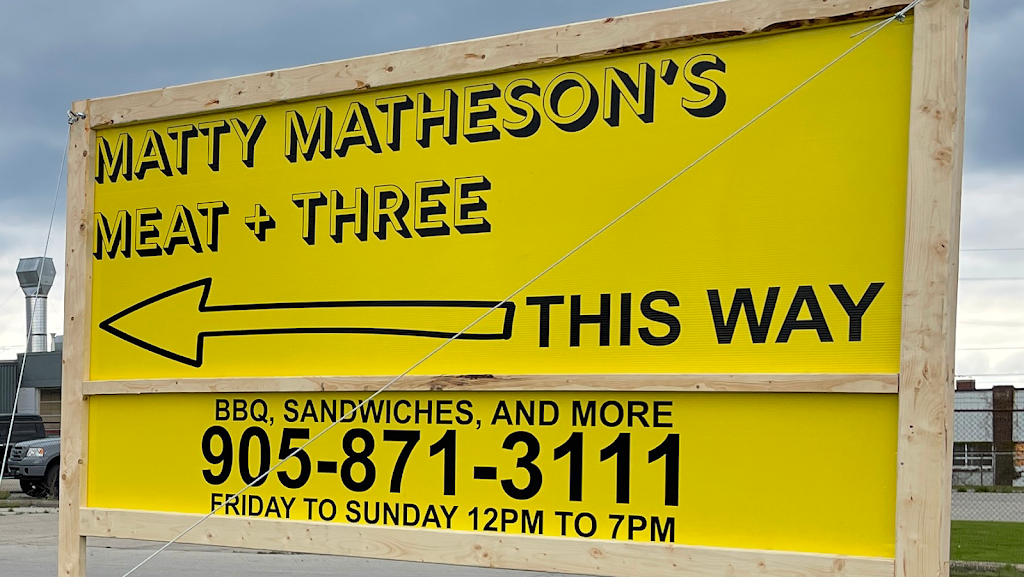 MATTY MATHESON'S
MEAT + THREE
THIS WAY
BBQ, SANDWICHES, AND MORE
905-871-3111
FRIDAY TO SUNDAY 12PM TO 7PM